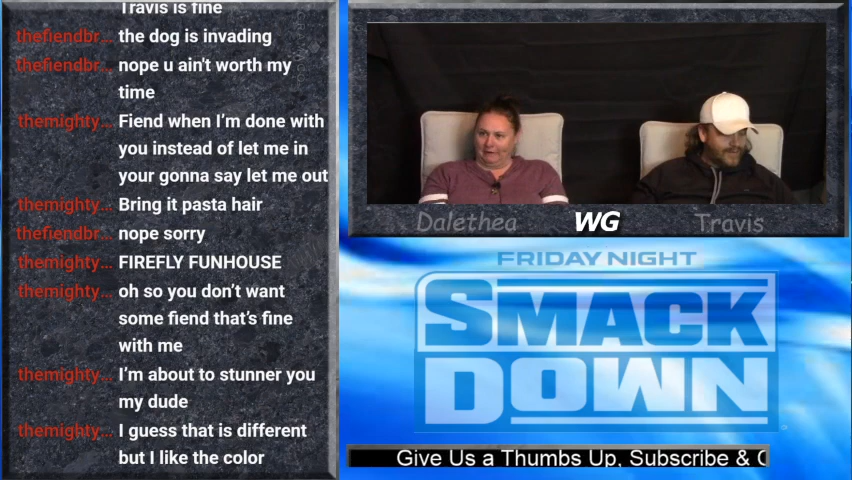 Travis is fine
thefiendbr... the dog is invading
thefiendbr... nope u ain't worth my
time
themighty... Fiend when I'm done with
you instead of let me in
your gonna say let me out
themighty... Bring it pasta hair
thefiendbr... nope sorry
themighty... FIREFLY FUNHOUSE
themighty... oh so you don't want
some fiend that's fine
with me
themighty... I'm about to stunner you
my dude
themighty... I guess that is different
but I like the color
Dalethea WG Travis
FRIDAY NIGHT
SMACK
DOWN
Give Us a Thumbs Up, Subscribe &